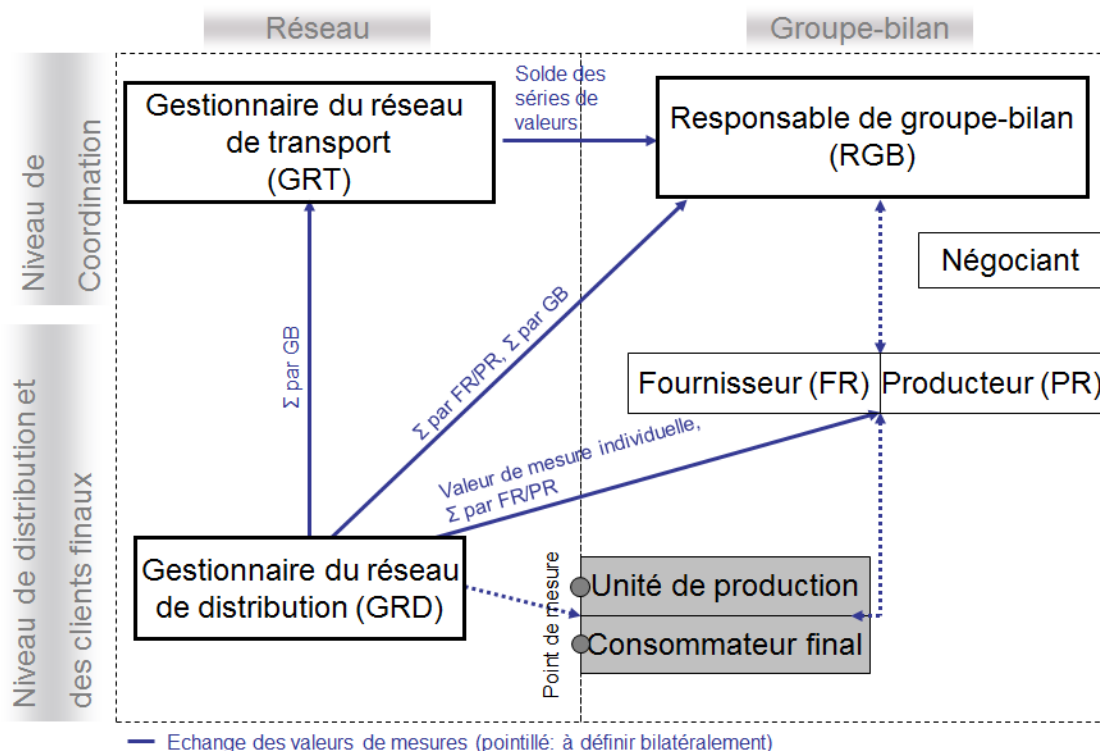 Réseau
Groupe-bilan
Niveau de
Coordination
Gestionnaire du réseau
de transport
(GRT)
Solde des
séries de
valeurs
Responsable de groupe-bilan
(RGB)
Négociant
Σ par GB
Σ par FR/PR, Σ par GB
Fournisseur (FR)
Producteur (PR)
Valeur de mesure individuelle,
Σ par FR/PR
Niveau de distribution et
des clients finaux
Gestionnaire du réseau
de distribution (GRD)
Point de mesure
Unité de production
Consommateur final
Echange des valeurs de mesures (pointillé: à définir bilatéralement)